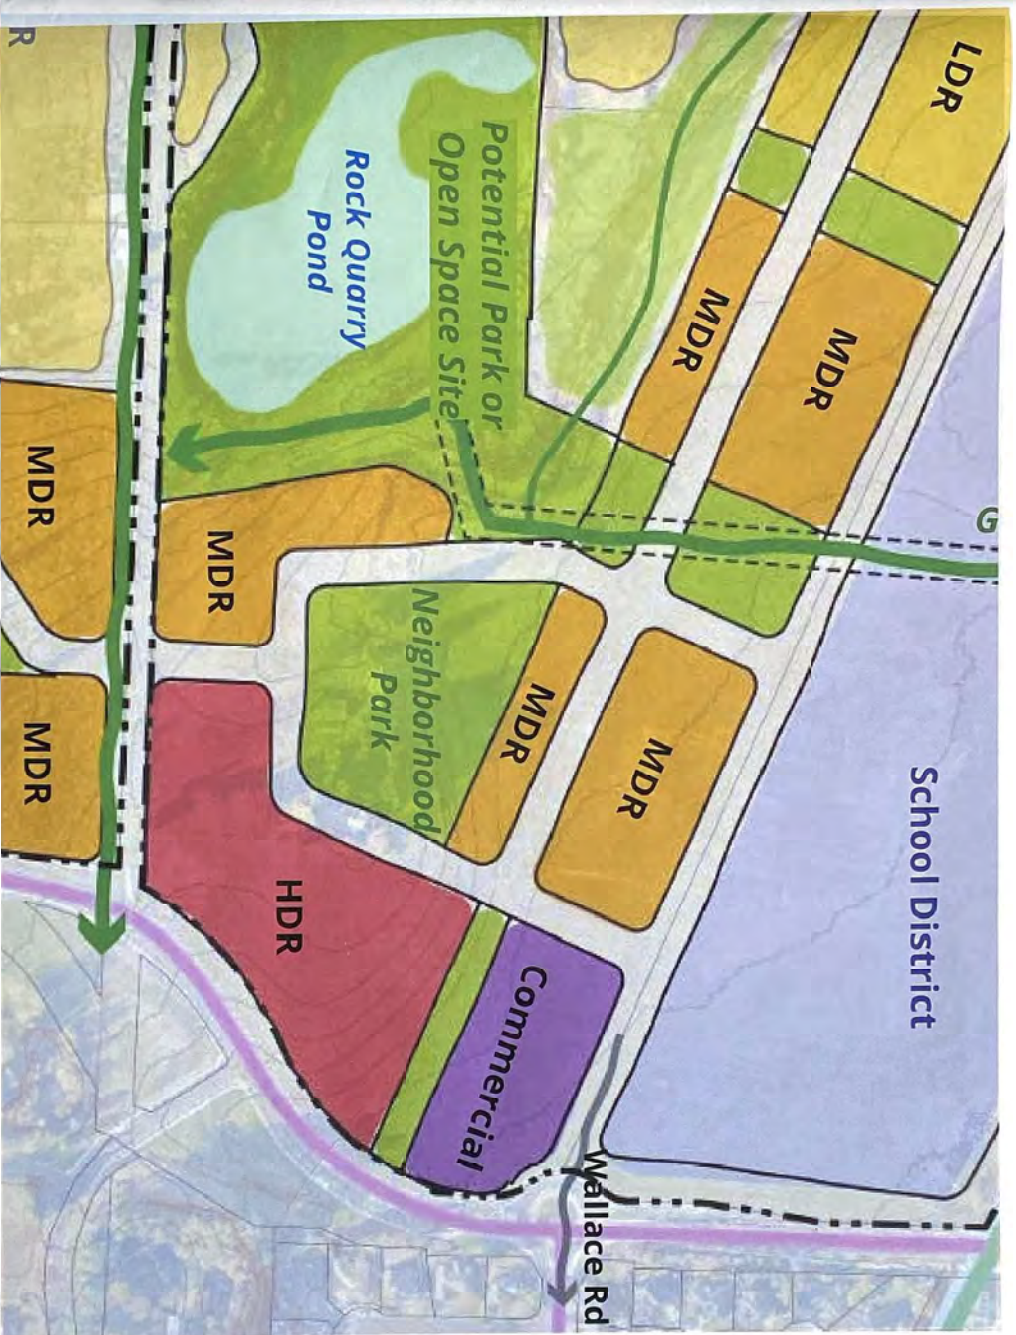 LDR
School District
G
MDR
MDR
MDR
MDR
Wallace Rd
Commercial
Potential Park or
Open Space Site
Neighborhood
Park
Rock Quarry
Pond
HDR
MDR
MDR
MDR
R